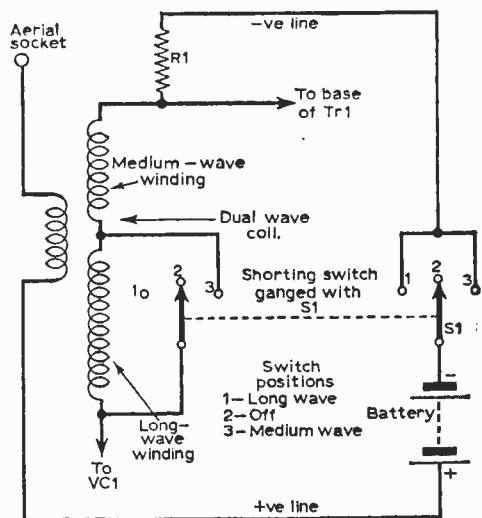 Aerial
socket
−ve line
R1
To base
of Tr1
Medium – wave
winding
Dual wave
coil.
1
2
3
Shorting switch
ganged with
S1
1
2
3
S1
Switch
positions
1– Long wave
2– Off
3– Medium wave
Battery
−
+
Long-
wave
winding
To
VC1
+ve line